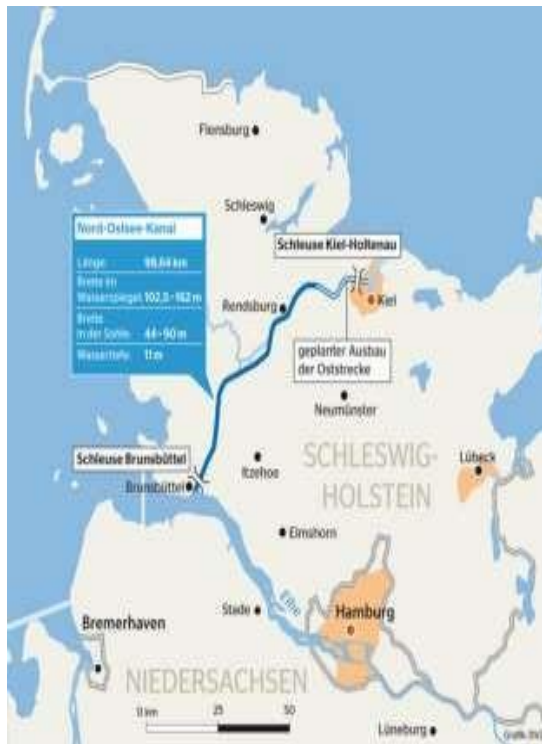 Flensburg
Schleswig
Nord-Ostsee-Kanal
Länge 98,64 km
Breite im
Wasserspiegel 102,5–162 m
Breite
in der Sohle 44–90 m
Wassertiefe 11 m
Schleuse Kiel-Holtenau
Rendsburg
Kiel
geplanter Ausbau
der Oststrecke
Neumünster
Schleuse Brunsbüttel
Brunsbüttel
Itzehoe
SCHLESWIG-
HOLSTEIN
Lübeck
Elmshorn
Elbe
Stade
Hamburg
Bremerhaven
NIEDERSACHSEN
km 25 50
Lüneburg